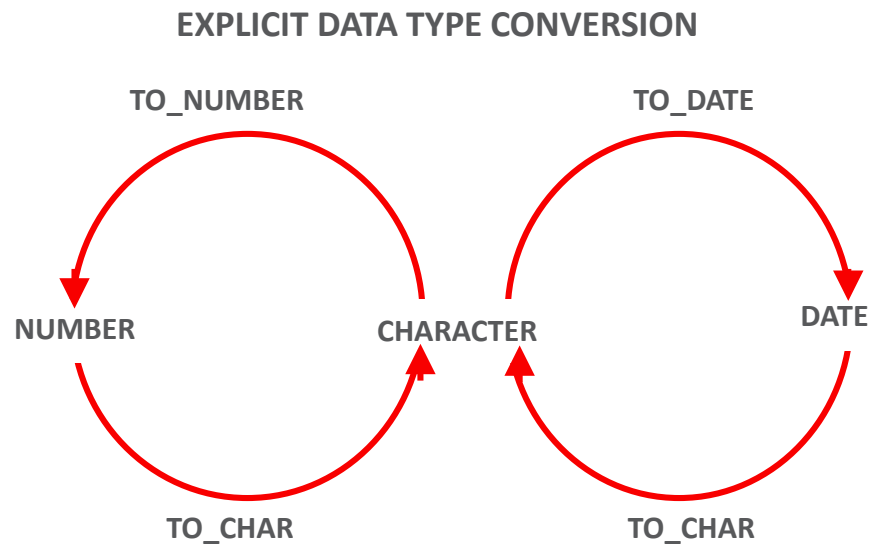 EXPLICIT DATA TYPE CONVERSION
TO_NUMBER
TO_DATE
NUMBER
CHARACTER
DATE
TO_CHAR
TO_CHAR